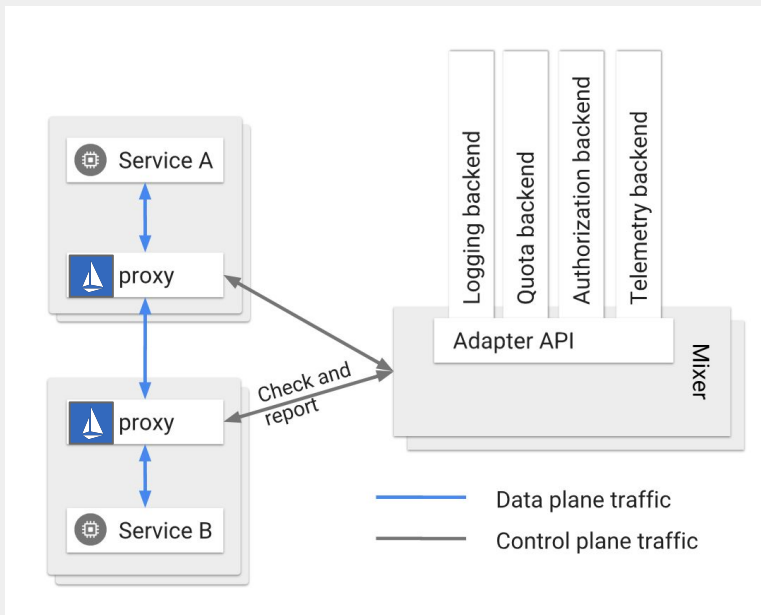 Service A
proxy
proxy
Service B
Check and
report
Logging backend
Quota backend
Authorization backend
Telemetry backend
Adapter API
Mixer
Data plane traffic
Control plane traffic